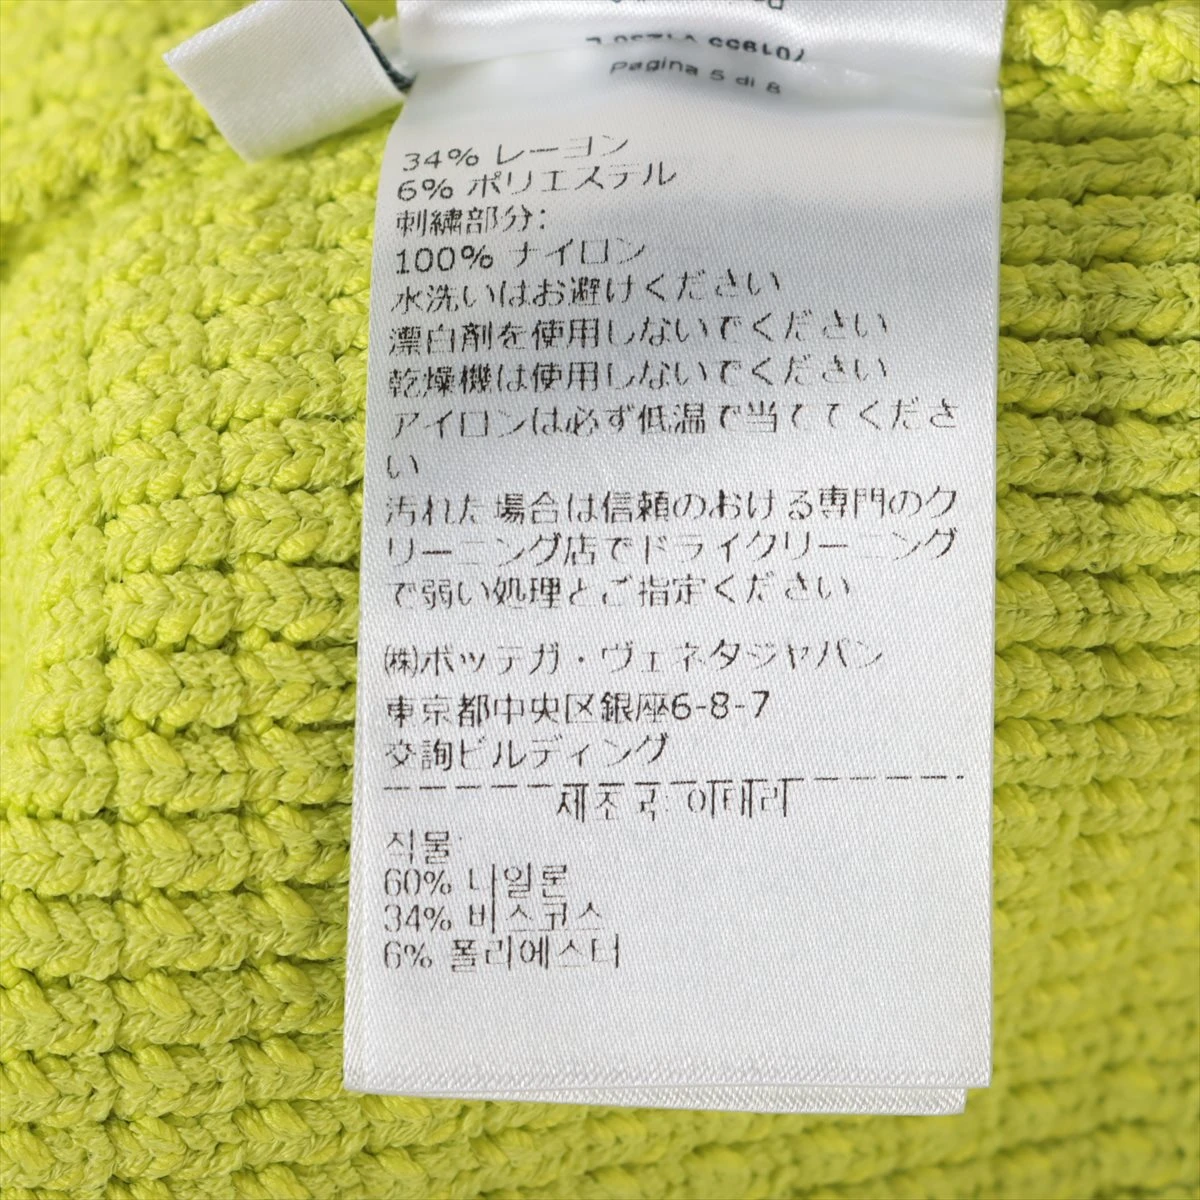 Pagina 5 di 8
34% レーヨン
6% ポリエステル
刺繍部分:
100% ナイロン
水洗いはお避けください
漂白剤を使用しないでください
乾燥機は使用しないでください
アイロンは必ず低温で当ててくださ
い
汚れた場合は信頼のおける専門のク
リーニング店でドライクリーニング
で弱い処理とご指定ください
㈱ボッテガ・ヴェネタジャパン
東京都中央区銀座6-8-7
交詢ビルディング
제조국: 이태리
직물:
60% 나일론
34% 비스코스
6% 폴리에스터